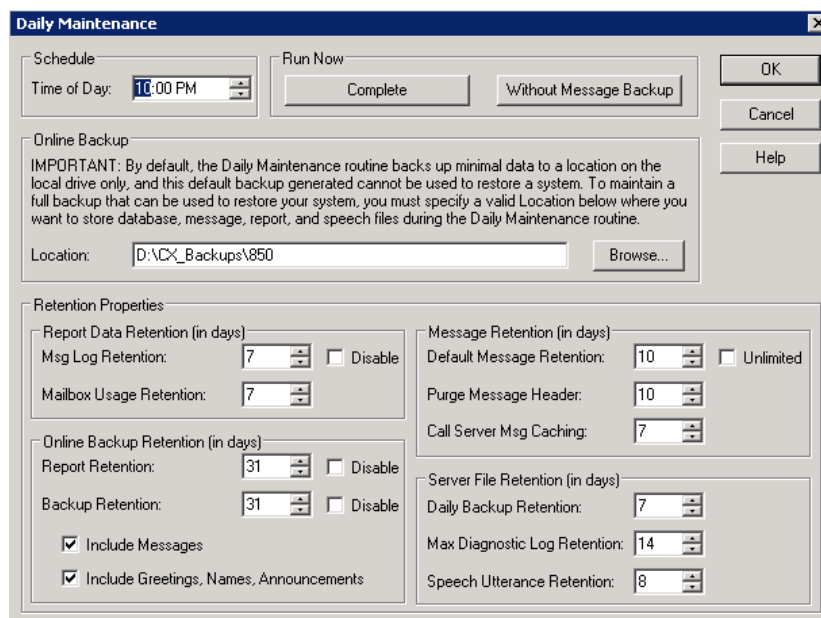 Daily Maintenance
Schedule
Time of Day: 10:00 PM
Run Now
Complete
Without Message Backup
OK
Cancel
Help
Online Backup
IMPORTANT: By default, the Daily Maintenance routine backs up minimal data to a location on the
local drive only, and this default backup generated cannot be used to restore a system. To maintain a
full backup that can be used to restore your system, you must specify a valid Location below where you
want to store database, message, report, and speech files during the Daily Maintenance routine.
Location: D:\CX_Backups\850 Browse...
Retention Properties
Report Data Retention (in days)
Msg Log Retention: 7 Disable
Mailbox Usage Retention: 7
Message Retention (in days)
Default Message Retention: 10 Unlimited
Purge Message Header: 10
Call Server Msg Caching: 7
Online Backup Retention (in days)
Report Retention: 31 Disable
Backup Retention: 31 Disable
Include Messages
Include Greetings, Names, Announcements
Server File Retention (in days)
Daily Backup Retention: 7
Max Diagnostic Log Retention: 14
Speech Utterance Retention: 8